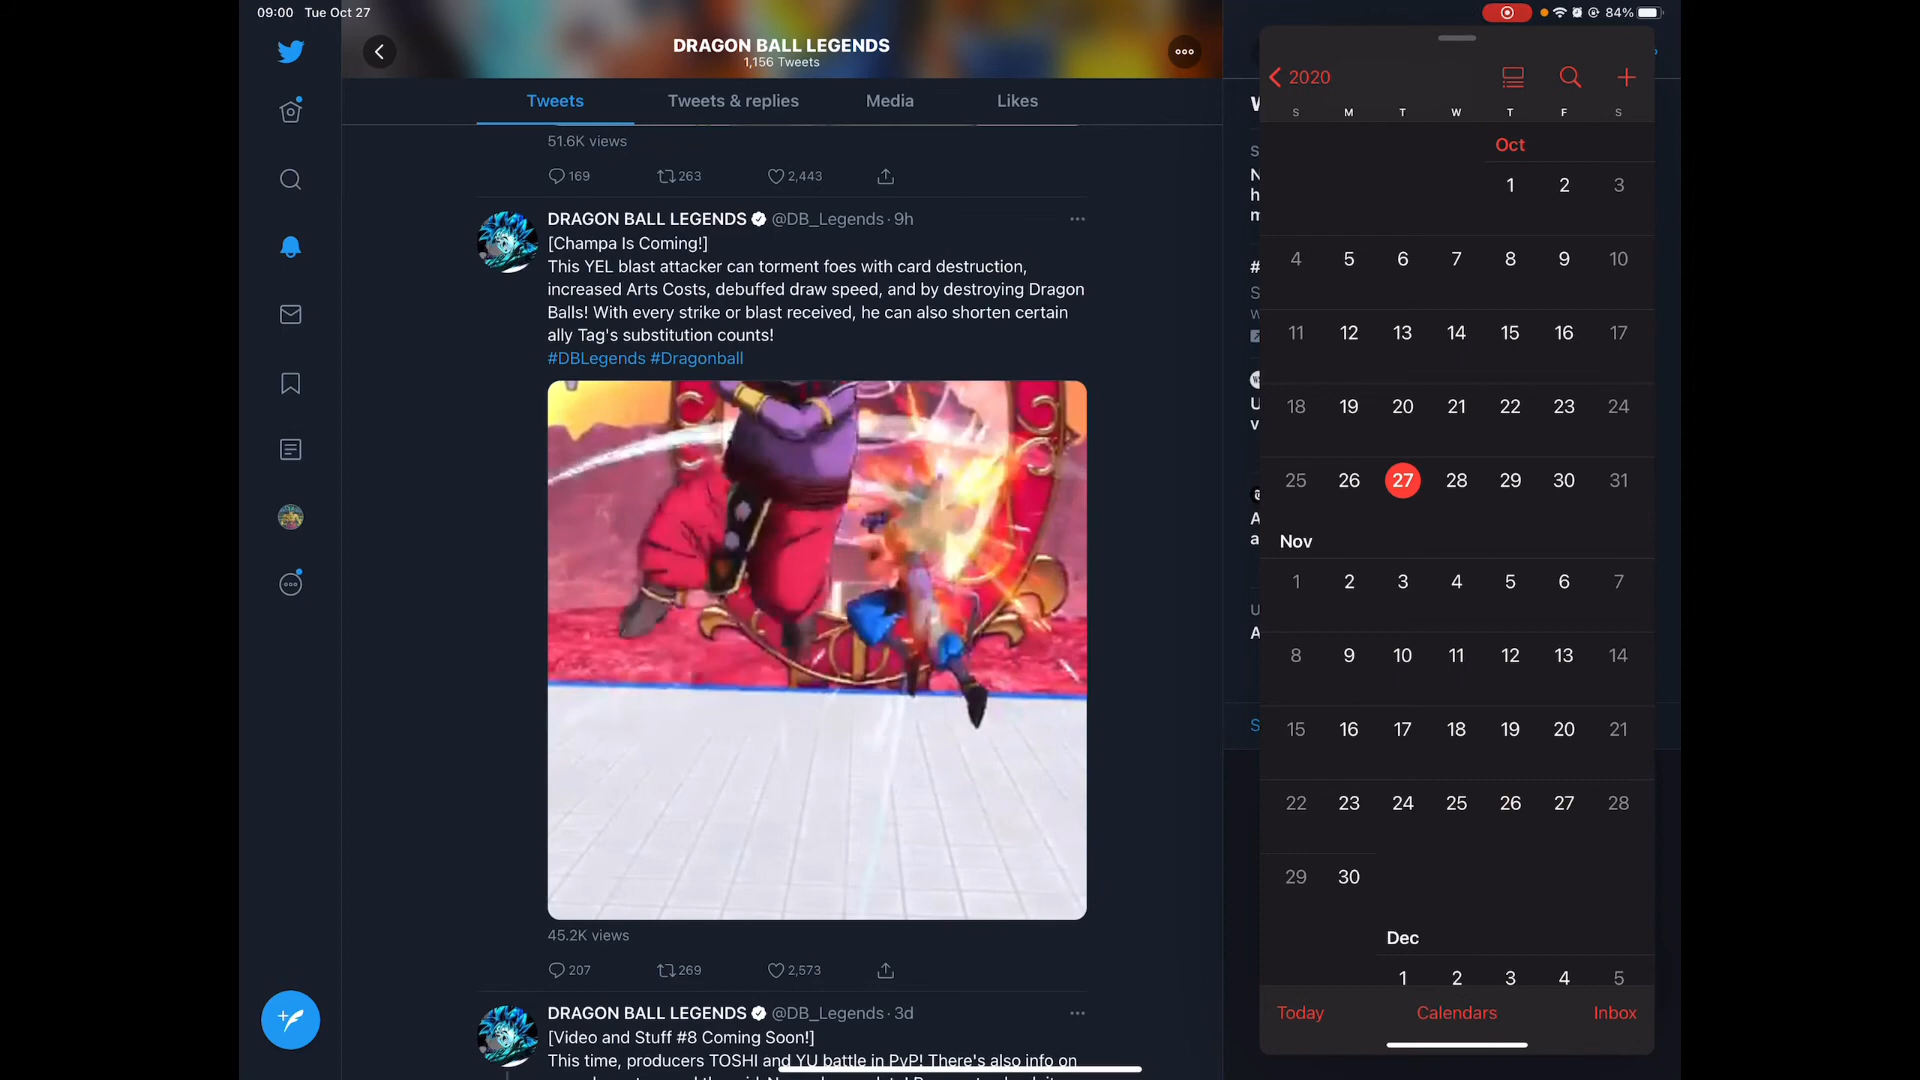 09:00 Tue Oct 27
84%
DRAGON BALL LEGENDS
1,156 Tweets
Tweets
Tweets & replies
Media
Likes
51.6K views
169
263
2,443
DRAGON BALL LEGENDS @DB_Legends · 9h
[Champa Is Coming!]
This YEL blast attacker can torment foes with card destruction,
increased Arts Costs, debuffed draw speed, and by destroying Dragon
Balls! With every strike or blast received, he can also shorten certain
ally Tag's substitution counts!
#DBLegends #Dragonball
45.2K views
207
269
2,573
DRAGON BALL LEGENDS @DB_Legends · 3d
[Video and Stuff #8 Coming Soon!]
This time, producers TOSHI and YU battle in PvP! There's also info on
2020
S M T W T F S
Oct
1 2 3
4 5 6 7 8 9 10
11 12 13 14 15 16 17
18 19 20 21 22 23 24
25 26 27 28 29 30 31
Nov
1 2 3 4 5 6 7
8 9 10 11 12 13 14
15 16 17 18 19 20 21
22 23 24 25 26 27 28
29 30
Dec
1 2 3 4 5
Today
Calendars
Inbox